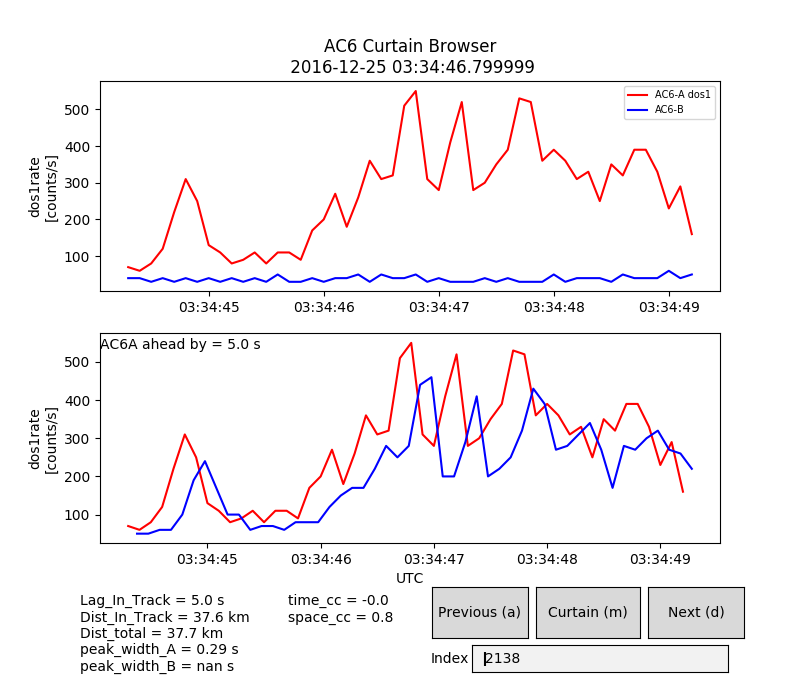 AC6 Curtain Browser
2016-12-25 03:34:46.799999
AC6-A dos1
AC6-B
dos1rate
[counts/s]
500
400
300
200
100
03:34:45 03:34:46 03:34:47 03:34:48 03:34:49
AC6A ahead by = 5.0 s
dos1rate
[counts/s]
500
400
300
200
100
03:34:45 03:34:46 03:34:47 03:34:48 03:34:49
UTC
Lag_In_Track = 5.0 s
Dist_In_Track = 37.6 km
Dist_total = 37.7 km
peak_width_A = 0.29 s
peak_width_B = nan s
time_cc = -0.0
space_cc = 0.8
Previous (a) Curtain (m) Next (d)
Index 2138